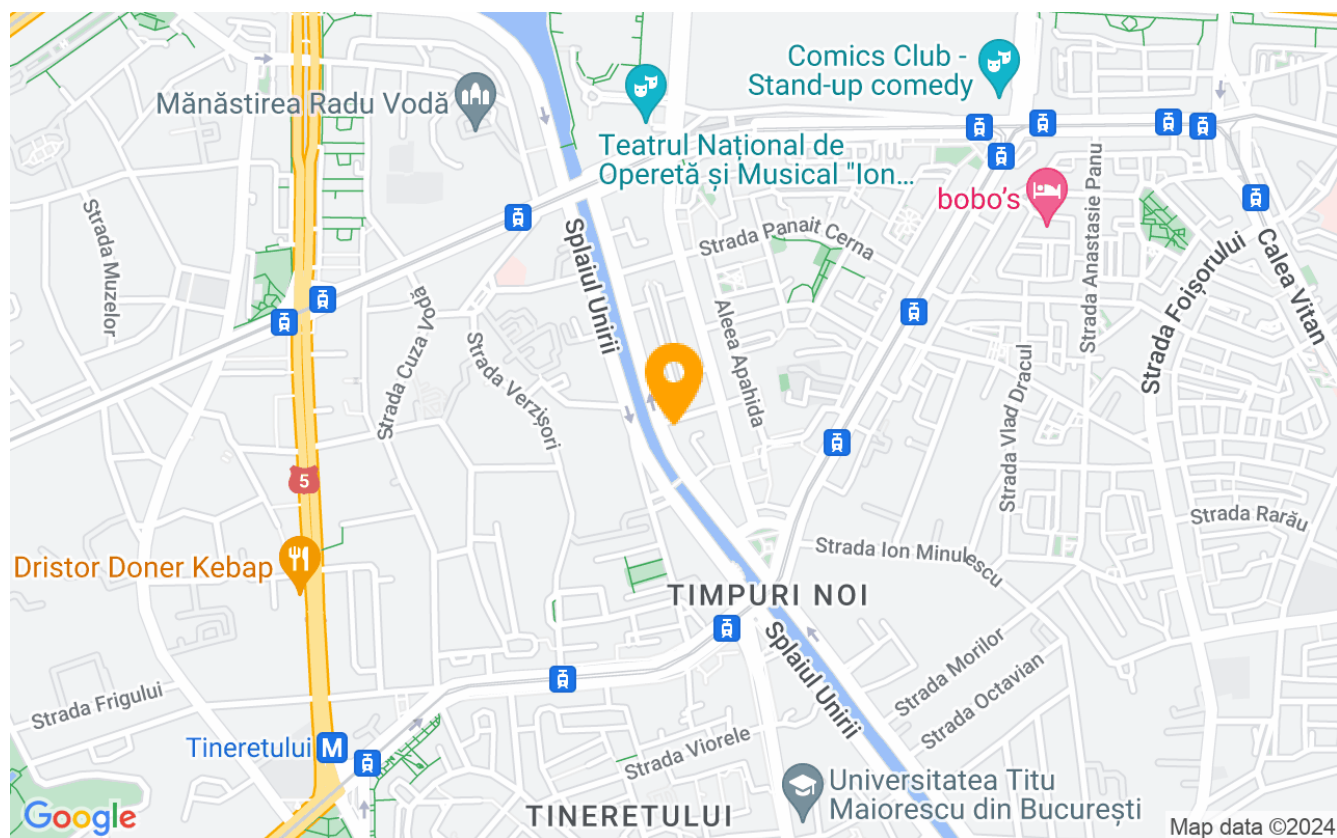 Comics Club -
Stand-up comedy
Mănăstirea Radu Vodă
Teatrul Național de
Operetă și Musical "Ion...
bobo's
Strada Panait Cerna
Strada Anastasie Panu
Strada Foișorului
Calea Vitan
Strada Muzelor
Splaiul Unirii
Strada Cuza Vodă
Strada Verzișori
Aleea Apahida
Strada Vlad Dracul
5
Strada Rarău
Strada Ion Minulescu
Dristor Doner Kebap
TIMPURI NOI
Splaiul Unirii
Strada Morilor
Strada Octavian
Strada Frigului
Tineretului M
Strada Viorele
Universitatea Titu
Maiorescu din București
TINERETULUI
Google
Map data ©2024